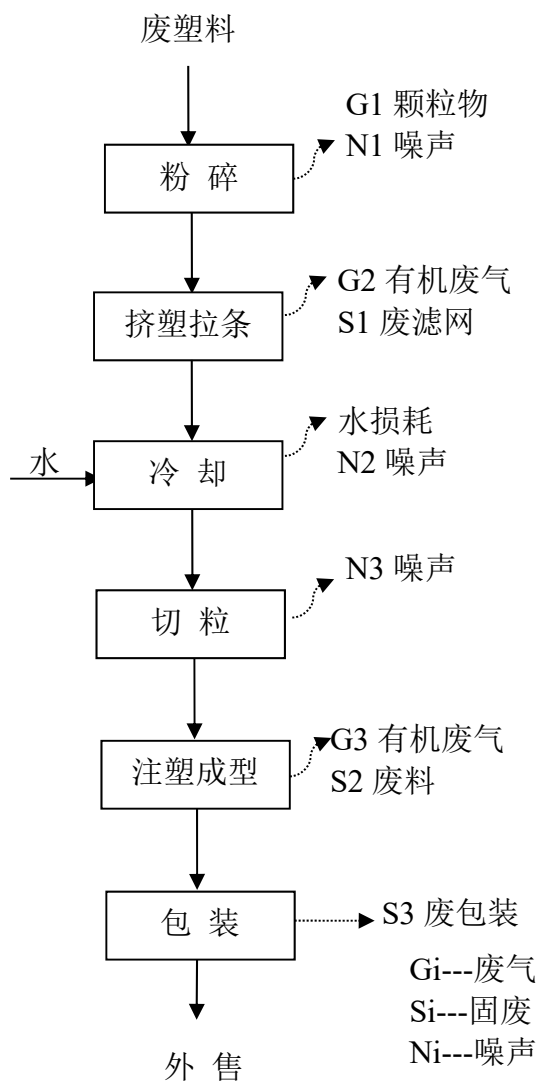 废塑料
G1 颗粒物
N1 噪声
粉 碎
G2 有机废气
S1 废滤网
挤塑拉条
水损耗
N2 噪声
水
冷 却
N3 噪声
切 粒
G3 有机废气
S2 废料
注塑成型
包 装
S3 废包装
Gi---废气
Si---固废
Ni---噪声
外 售